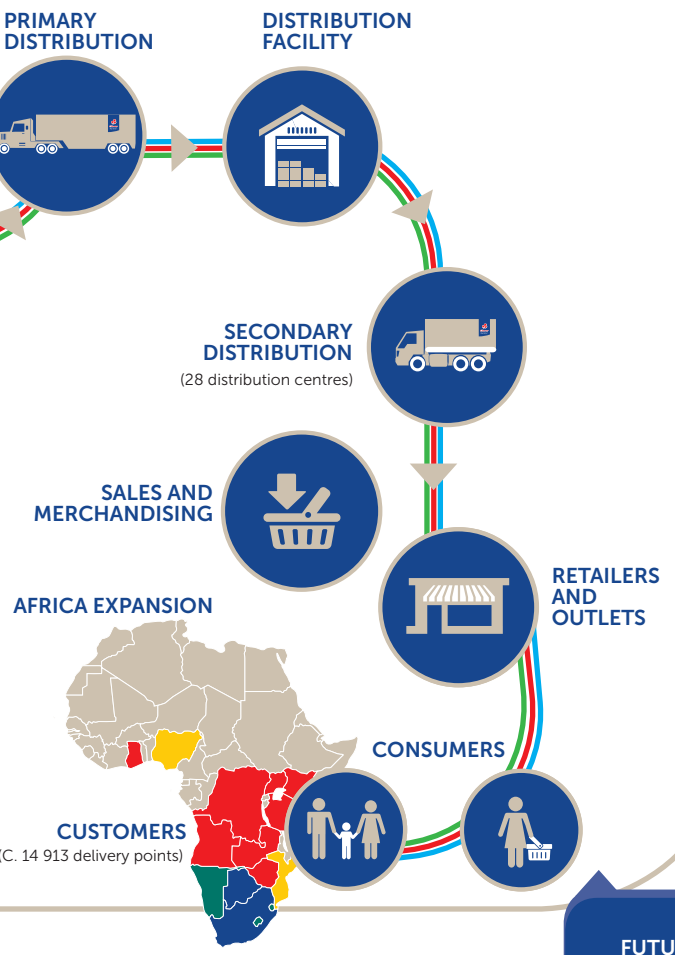 PRIMARY
DISTRIBUTION
DISTRIBUTION
FACILITY
SECONDARY
DISTRIBUTION
(28 distribution centres)
SALES AND
MERCHANDISING
RETAILERS
AND
OUTLETS
AFRICA EXPANSION
CONSUMERS
CUSTOMERS
(C. 14 913 delivery points)